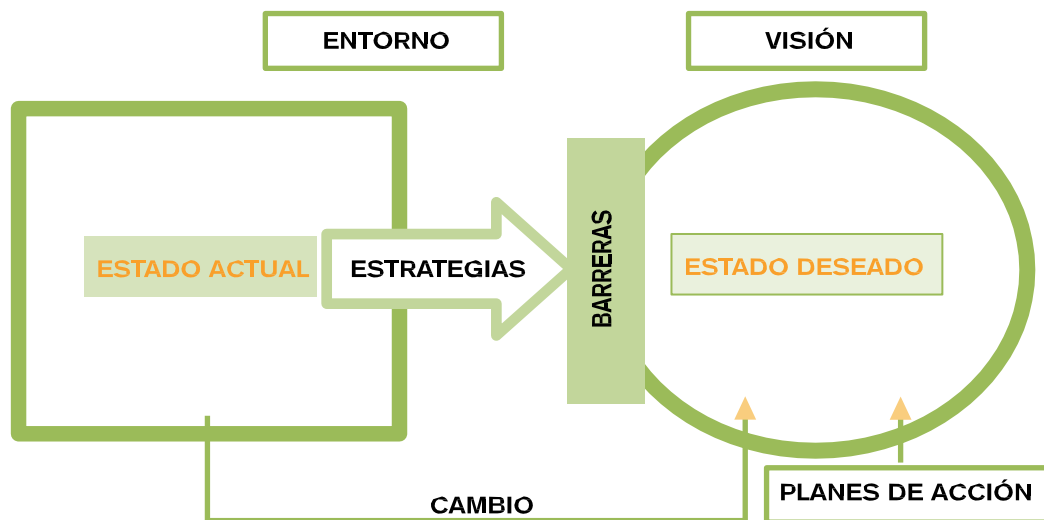 ENTORNO
VISIÓN
ESTADO ACTUAL
ESTRATEGIAS
BARRERAS
ESTADO DESEADO
CAMBIO
PLANES DE ACCIÓN